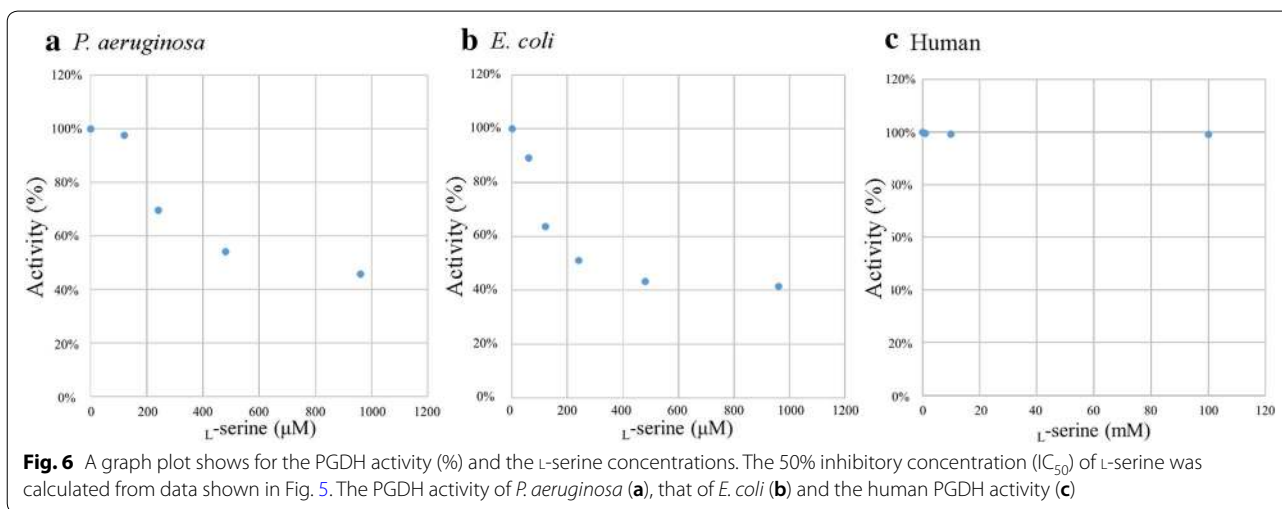 a P. aeruginosa
120%
100%
80%
60%
40%
20%
0%
Activity (%)
0 200 400 600 800 1000 1200
L-serine (μM)
b E. coli
120%
100%
80%
60%
40%
20%
0%
Activity (%)
0 200 400 600 800 1000 1200
L-serine (μM)
c Human
120%
100%
80%
60%
40%
20%
0%
Activity (%)
0 20 40 60 80 100 120
L-serine (mM)
Fig. 6 A graph plot shows for the PGDH activity (%) and the L-serine concentrations. The 50% inhibitory concentration (IC50) of L-serine was
calculated from data shown in Fig. 5. The PGDH activity of P. aeruginosa (a), that of E. coli (b) and the human PGDH activity (c)